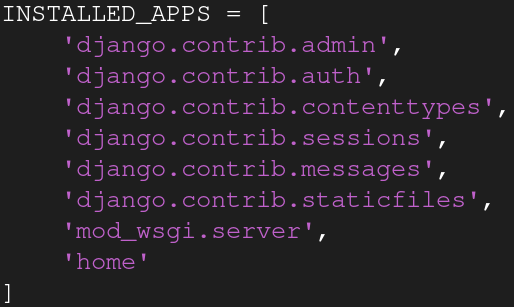 INSTALLED_APPS = [
    'django.contrib.admin',
    'django.contrib.auth',
    'django.contrib.contenttypes',
    'django.contrib.sessions',
    'django.contrib.messages',
    'django.contrib.staticfiles',
    'mod_wsgi.server',
    'home'
]